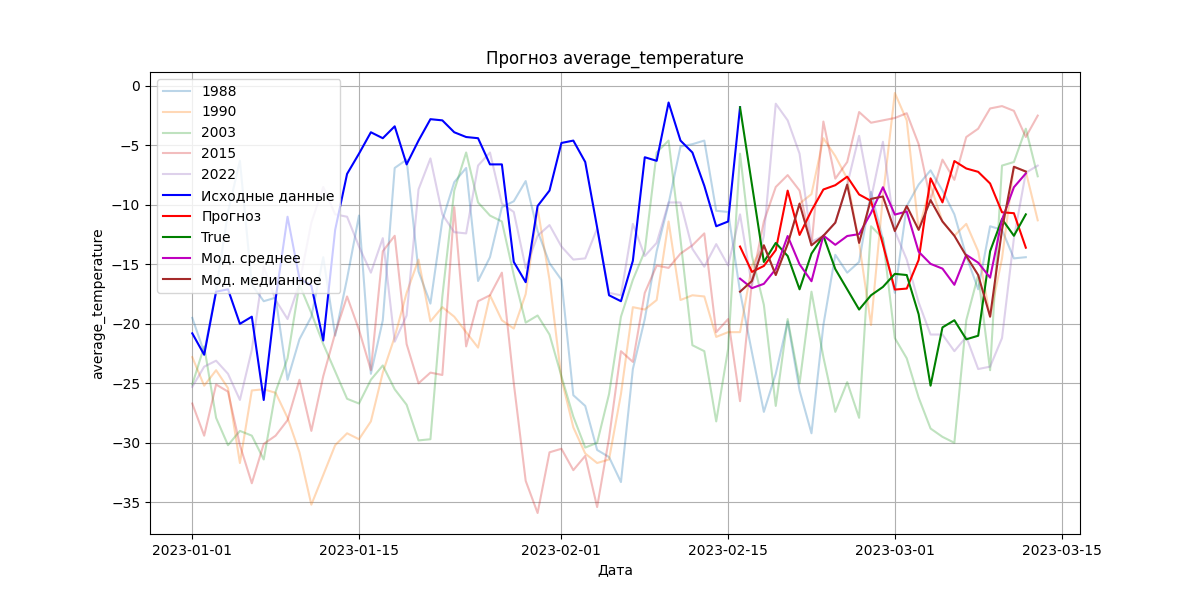 Прогноз average_temperature
0
−5
−10
−15
−20
−25
−30
−35
average_temperature
1988
1990
2003
2015
2022
Исходные данные
Прогноз
True
Мод. среднее
Мод. медианное
2023-01-01
2023-01-15
2023-02-01
2023-02-15
2023-03-01
2023-03-15
Дата